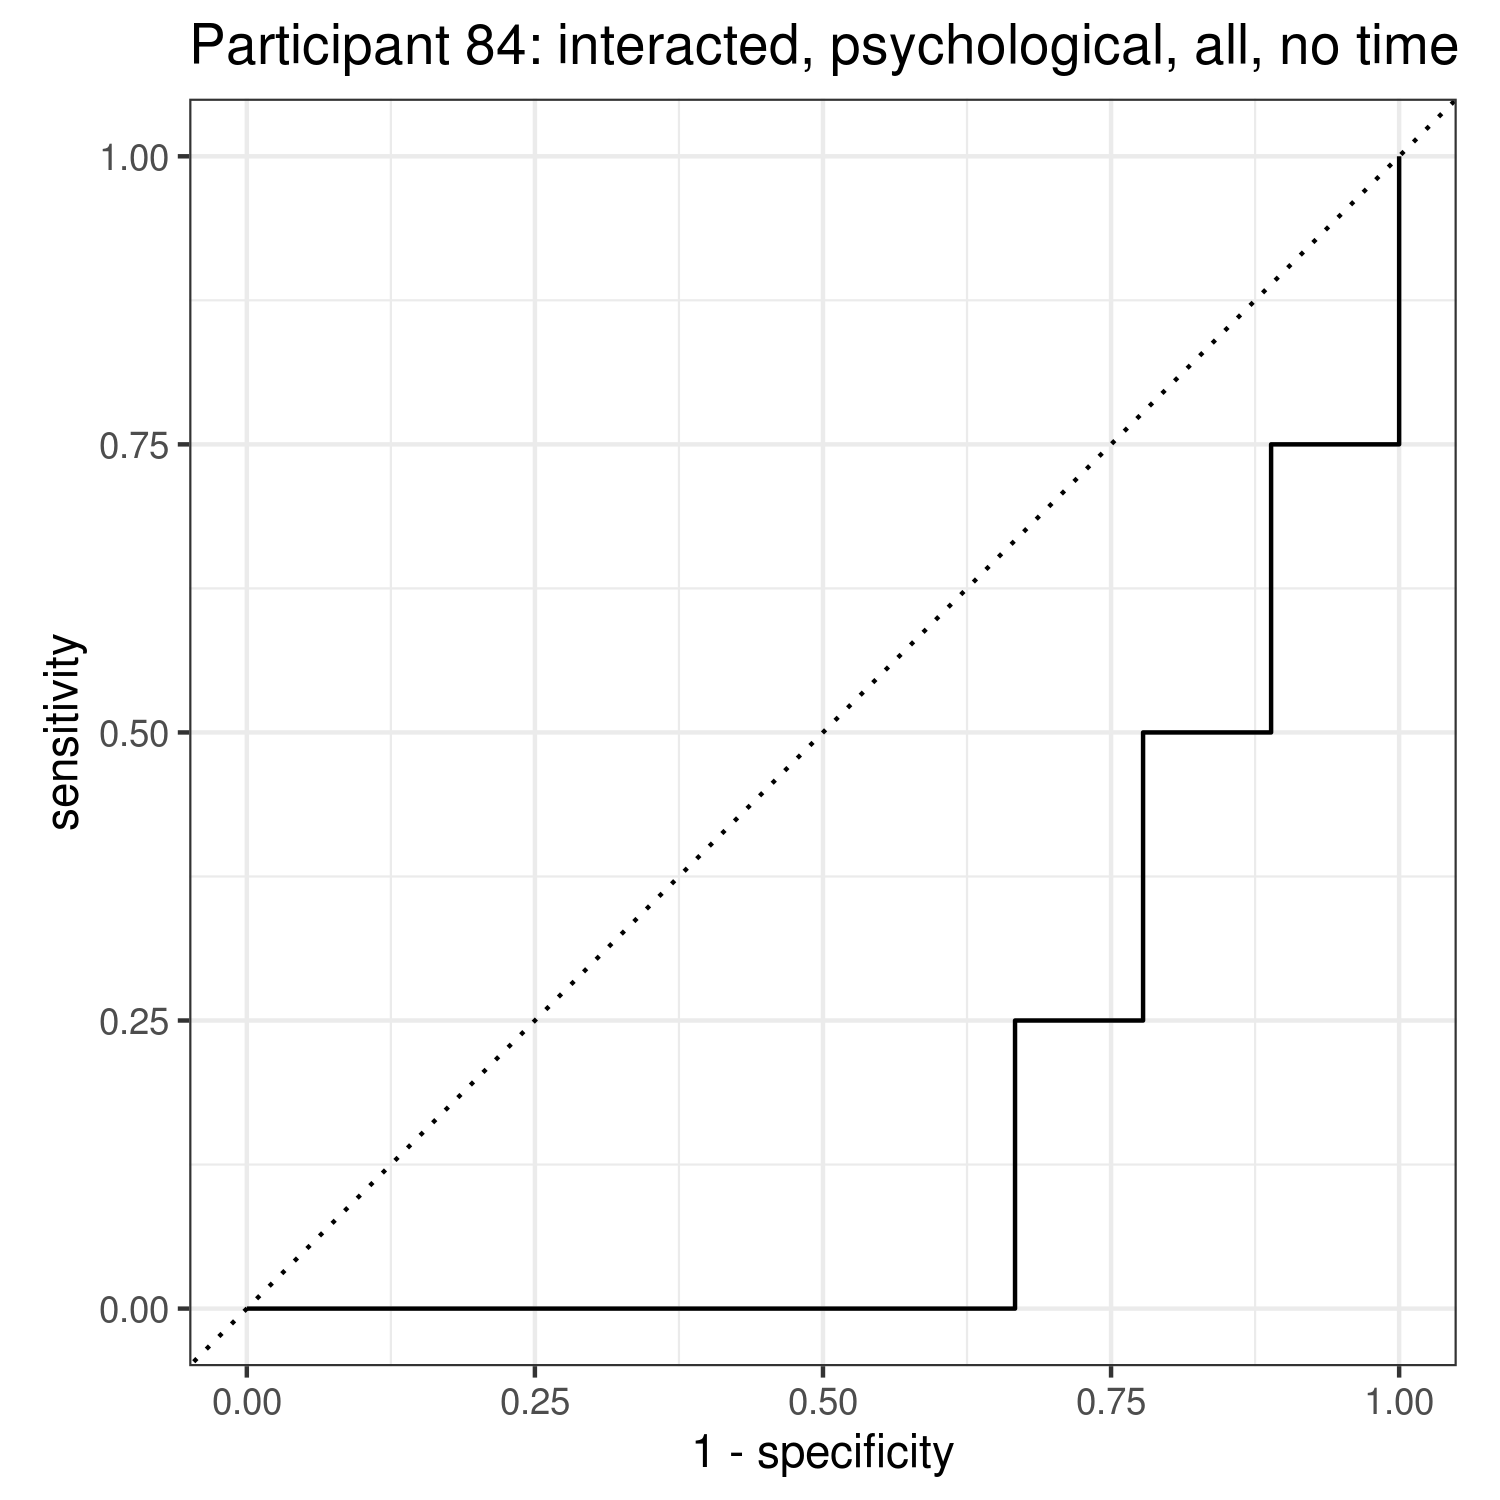 Participant 84: interacted, psychological, all, no time
1.00
0.75
0.50
0.25
0.00
sensitivity
0.00 0.25 0.50 0.75 1.00
1 - specificity